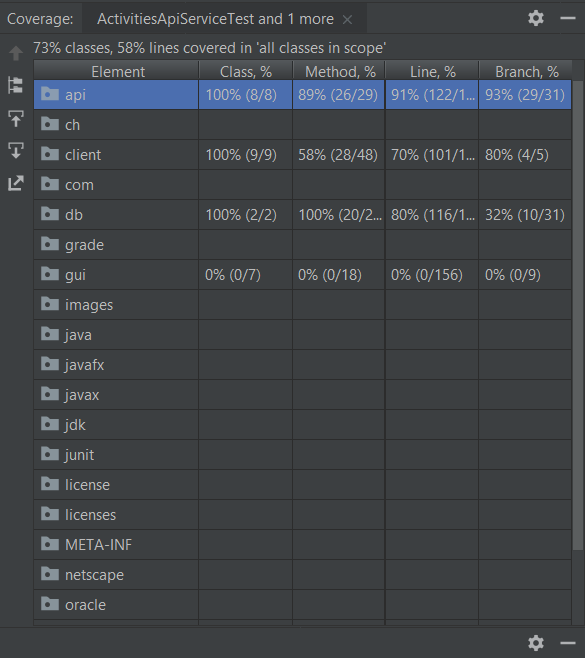 Coverage: ActivitiesApiServiceTest and 1 more
73% classes, 58% lines covered in 'all classes in scope'
Element Class, % Method, % Line, % Branch, %
api 100% (8/8) 89% (26/29) 91% (122/1... 93% (29/31)
ch
client 100% (9/9) 58% (28/48) 70% (101/1... 80% (4/5)
com
db 100% (2/2) 100% (20/2... 80% (116/1... 32% (10/31)
grade
gui 0% (0/7) 0% (0/18) 0% (0/156) 0% (0/9)
images
java
javafx
javax
jdk
junit
license
licenses
META-INF
netscape
oracle